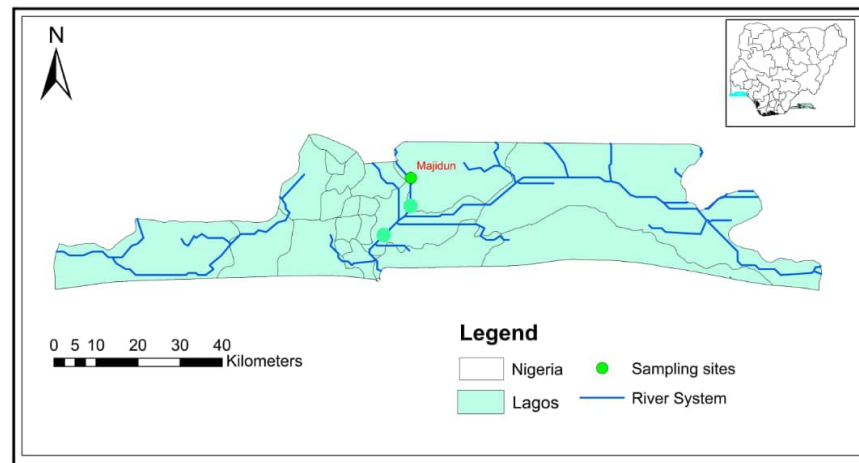 N
Majidun
0 5 10 20 30 40
Kilometers
Legend
Nigeria
Sampling sites
Lagos
River System